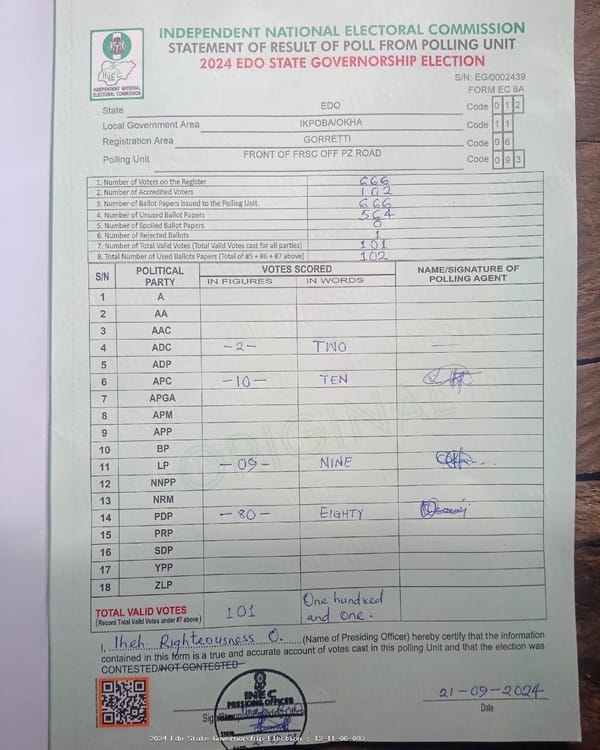 INDEPENDENT NATIONAL ELECTORAL COMMISSION
STATEMENT OF RESULT OF POLL FROM POLLING UNIT
2024 EDO STATE GOVERNORSHIP ELECTION
INEC
INDEPENDENT NATIONAL
ELECTORAL COMMISSION
S/N: EG/0002439
FORM EC 8A
State EDO Code 0 1 2
Local Government Area IKPOBA/OKHA Code 1 1
Registration Area GORRETTI Code 0 6
Polling Unit FRONT OF FRSC OFF PZ ROAD Code 0 9 3
1. Number of Voters on the Register 666
2. Number of Accredited Voters 102
3. Number of Ballot Papers Issued to the Polling Unit 666
4. Number of Unused Ballot Papers 564
5. Number of Spoiled Ballot Papers 0
6. Number of Rejected Ballots 1
7. Number of Total Valid Votes (Total Valid Votes cast for all parties) 101
8. Total Number of Used Ballots Papers (Total of #5 + #6 + #7 above) 102
S/N POLITICAL PARTY VOTES SCORED NAME/SIGNATURE OF POLLING AGENT
IN FIGURES IN WORDS
1 A
2 AA
3 AAC
4 ADC -2- TWO —
5 ADP
6 APC -10- TEN
7 APGA
8 APM
9 APP
10 BP
11 LP -09- NINE
12 NNPP
13 NRM
14 PDP -80- EIGHTY
15 PRP
16 SDP
17 YPP
18 ZLP
ORIGINAL
TOTAL VALID VOTES 101 One hundred and one.
(Record Total Valid Votes under #7 above)
I, Iheh Righteousness O. (Name of Presiding Officer) hereby certify that the information
contained in this form is a true and accurate account of votes cast in this polling Unit and that the election was
CONTESTED/NOT CONTESTED
INEC
PRESIDING OFFICER
21-09-2024
Date
2024 Edo State Governorship Election : 12-11-06-093